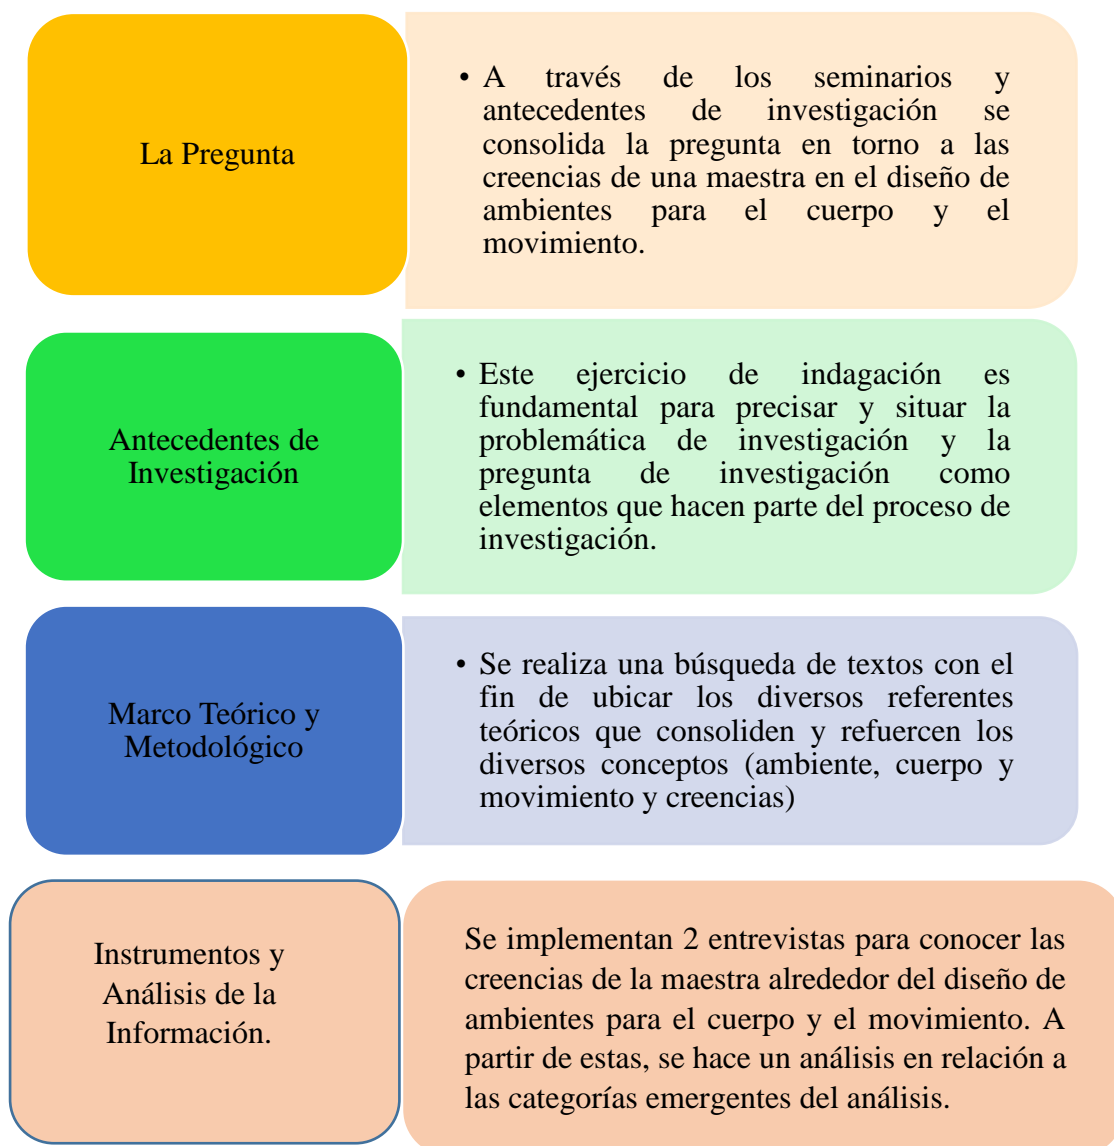 La Pregunta
• A través de los seminarios y
antecedentes de investigación se
consolida la pregunta en torno a las
creencias de una maestra en el diseño de
ambientes para el cuerpo y el
movimiento.
Antecedentes de
Investigación
• Este ejercicio de indagación es
fundamental para precisar y situar la
problemática de investigación y la
pregunta de investigación como
elementos que hacen parte del proceso de
investigación.
Marco Teórico y
Metodológico
• Se realiza una búsqueda de textos con el
fin de ubicar los diversos referentes
teóricos que consoliden y refuercen los
diversos conceptos (ambiente, cuerpo y
movimiento y creencias)
Instrumentos y
Análisis de la
Información.
Se implementan 2 entrevistas para conocer las
creencias de la maestra alrededor del diseño de
ambientes para el cuerpo y el movimiento. A
partir de estas, se hace un análisis en relación a
las categorías emergentes del análisis.